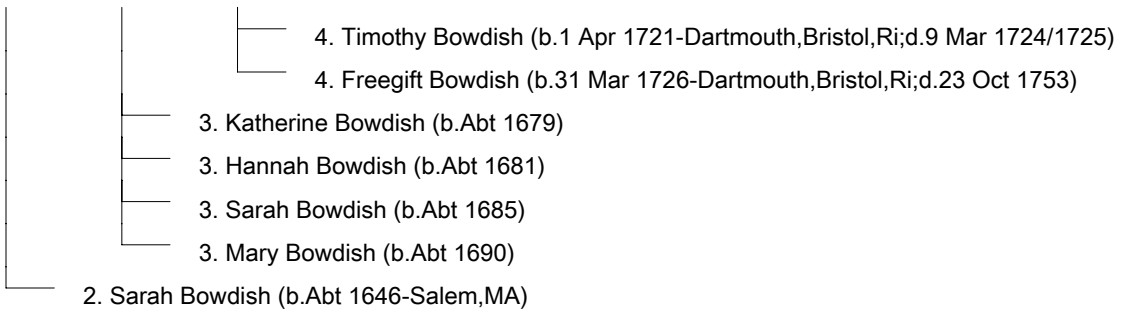 4. Timothy Bowdish (b.1 Apr 1721-Dartmouth,Bristol,Ri;d.9 Mar 1724/1725)
4. Freegift Bowdish (b.31 Mar 1726-Dartmouth,Bristol,Ri;d.23 Oct 1753)
3. Katherine Bowdish (b.Abt 1679)
3. Hannah Bowdish (b.Abt 1681)
3. Sarah Bowdish (b.Abt 1685)
3. Mary Bowdish (b.Abt 1690)
2. Sarah Bowdish (b.Abt 1646-Salem,MA)